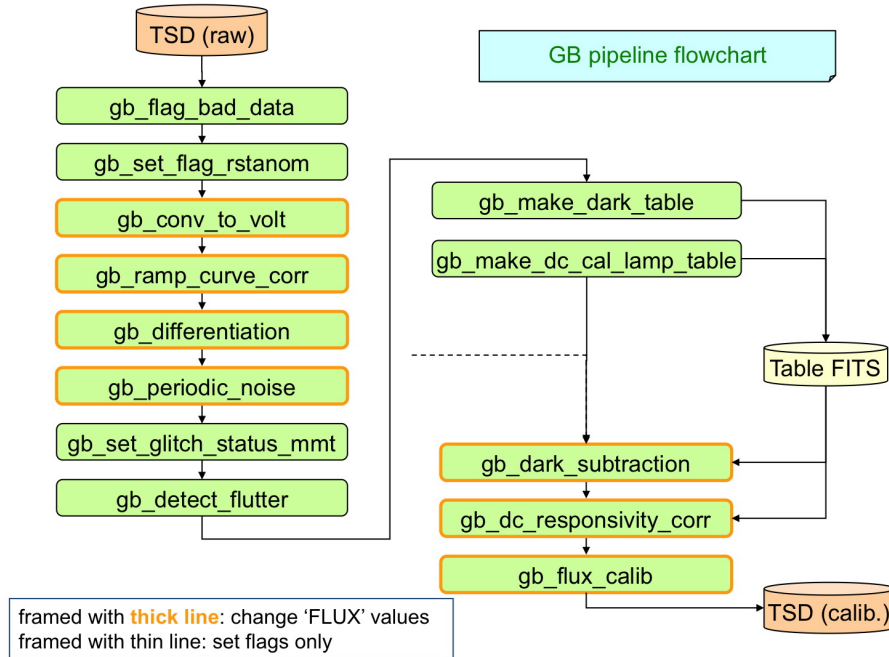 TSD (raw)
GB pipeline flowchart
gb_flag_bad_data
gb_set_flag_rstanom
gb_conv_to_volt
gb_ramp_curve_corr
gb_differentiation
gb_periodic_noise
gb_set_glitch_status_mmt
gb_detect_flutter
gb_make_dark_table
gb_make_dc_cal_lamp_table
Table FITS
gb_dark_subtraction
gb_dc_responsivity_corr
gb_flux_calib
TSD (calib.)
framed with thick line: change ‘FLUX’ values
framed with thin line: set flags only